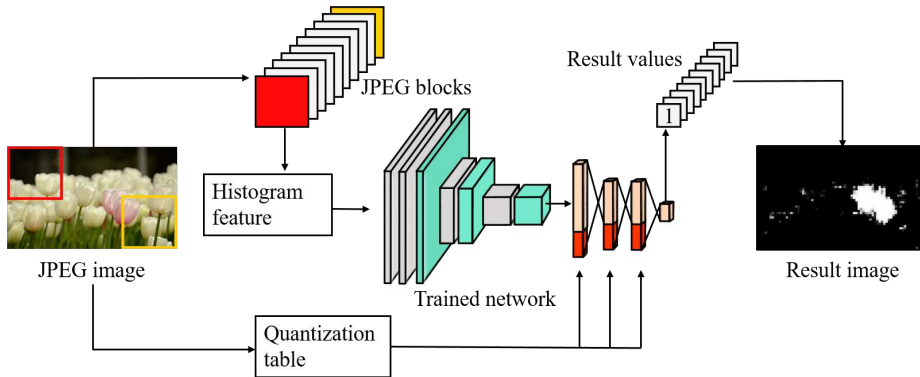 JPEG blocks
Result values
1
Histogram
feature
JPEG image
Trained network
Result image
Quantization
table